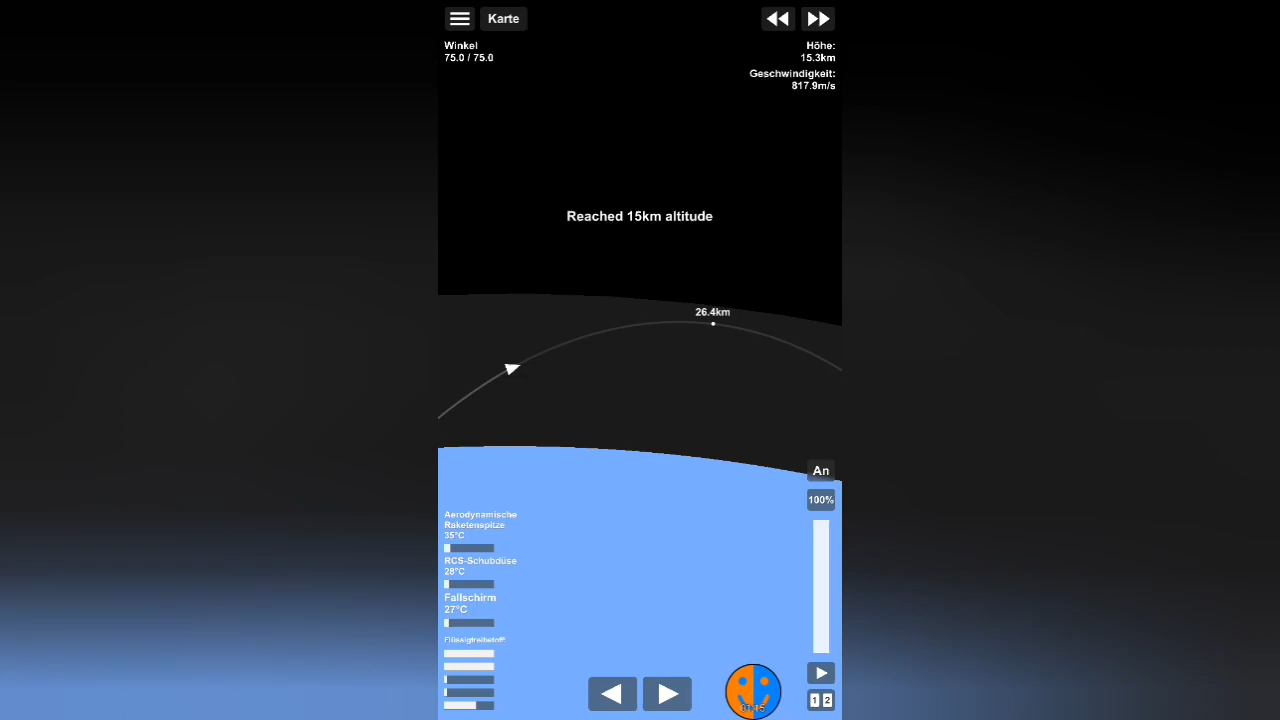 Karte
Winkel
75.0 / 75.0
Höhe:
15.3km
Geschwindigkeit:
817.9m/s
Reached 15km altitude
26.4km
An
100%
Aerodynamische
Raketenspitze
35°C
RCS-Schubdüse
28°C
Fallschirm
27°C
Flüssigtreibstoff:
1 2